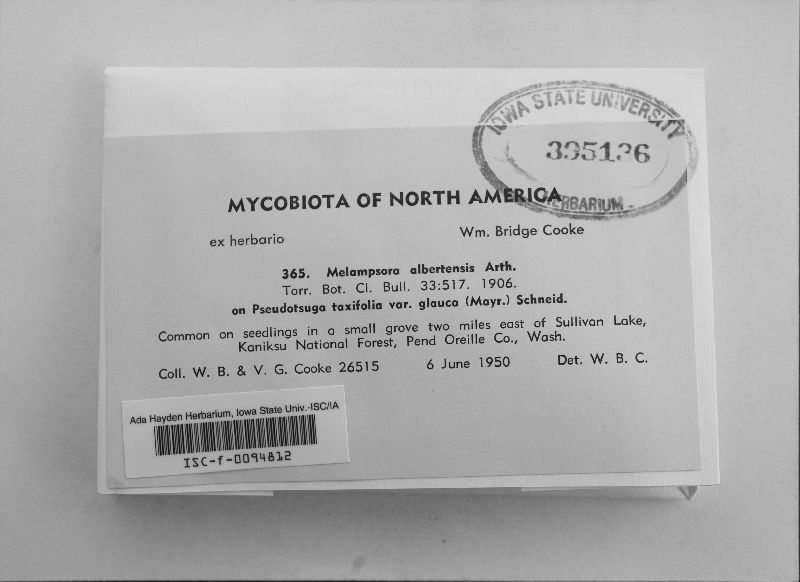 IOWA STATE UNIVERSITY
HERBARIUM
MYCOBIOTA OF NORTH AMERICA
ex herbario Wm. Bridge Cooke
365. Melampsora albertensis Arth.
Torr. Bot. Cl. Bull. 33:517. 1906.
on Pseudotsuga taxifolia var. glauca (Mayr.) Schneid.
Common on seedlings in a small grove two miles east of Sullivan Lake,
Kaniksu National Forest, Pend Oreille Co., Wash.
Coll. W. B. & V. G. Cooke 26515 6 June 1950 Det. W. B. C.
Ada Hayden Herbarium, Iowa State Univ.-ISC/IA
ISC-f-0094812